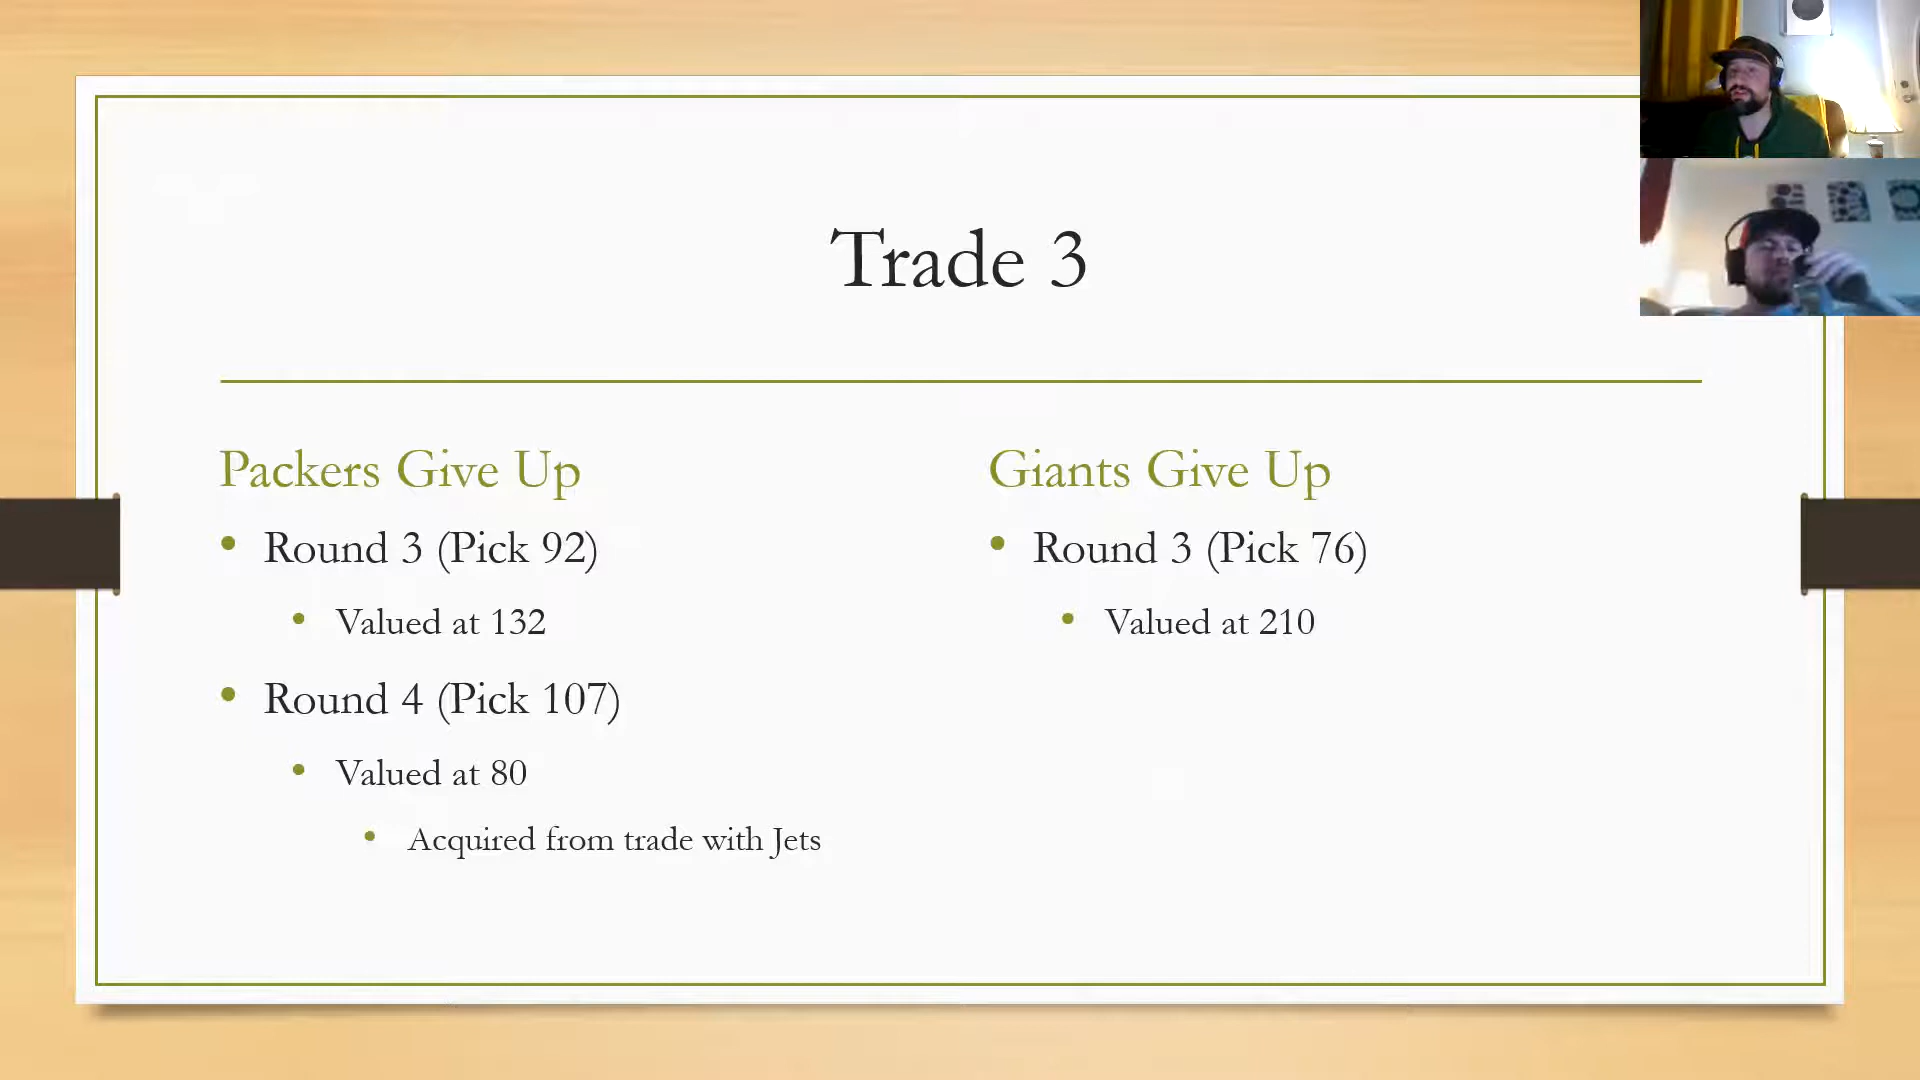 Trade 3
Packers Give Up
Round 3 (Pick 92)
Valued at 132
Round 4 (Pick 107)
Valued at 80
Acquired from trade with Jets
Giants Give Up
Round 3 (Pick 76)
Valued at 210